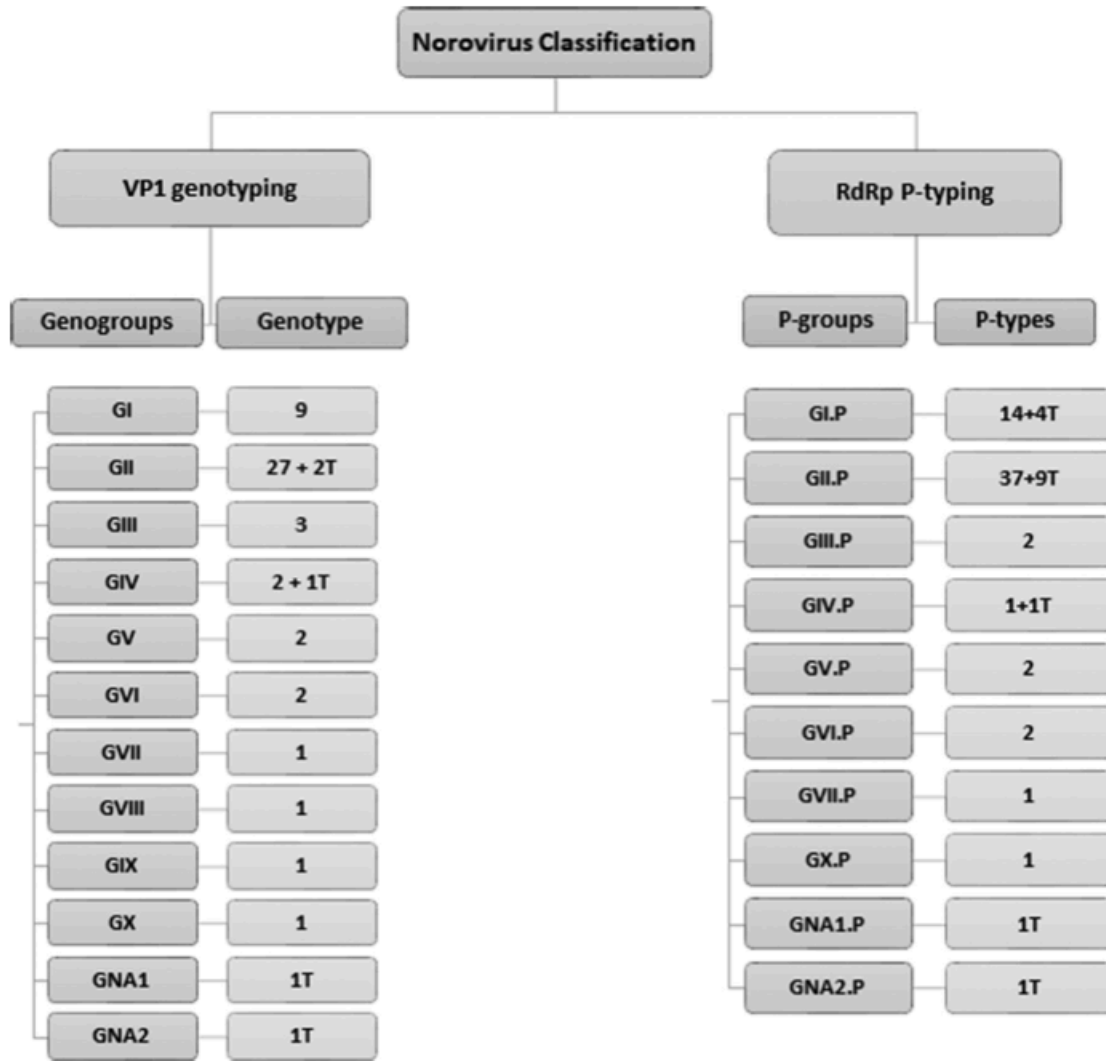 Norovirus Classification
VP1 genotyping
RdRp P-typing
Genogroups
Genotype
P-groups
P-types
GI
9
GII
27 + 2T
GIII
3
GIV
2 + 1T
GV
2
GVI
2
GVII
1
GVIII
1
GIX
1
GX
1
GNA1
1T
GNA2
1T
GI.P
14+4T
GII.P
37+9T
GIII.P
2
GIV.P
1+1T
GV.P
2
GVI.P
2
GVII.P
1
GX.P
1
GNA1.P
1T
GNA2.P
1T